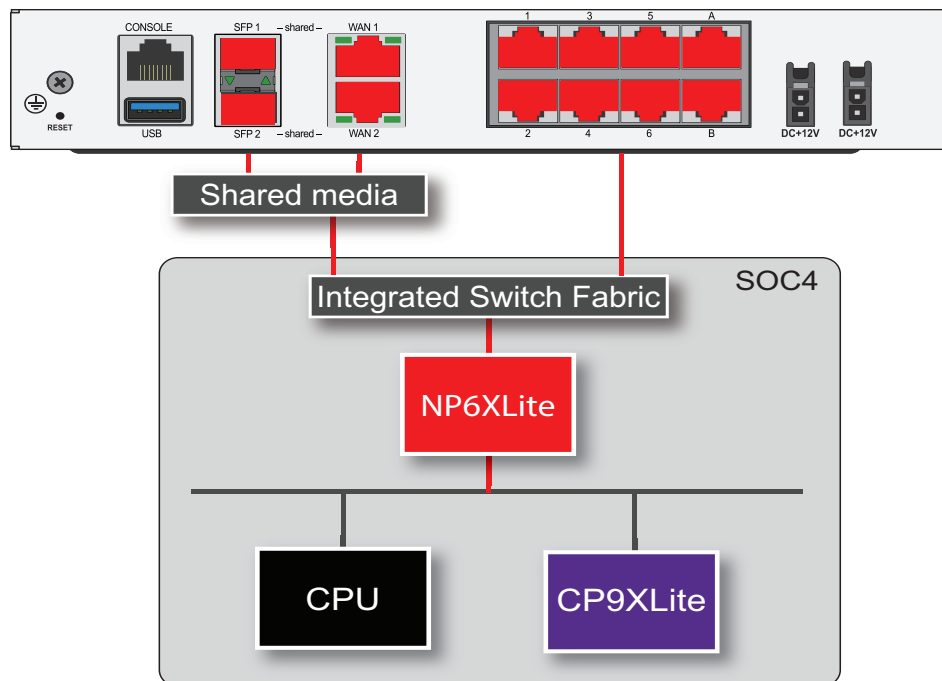 CONSOLE
SFP 1
shared
WAN 1
1
3
5
A
RESET
USB
SFP 2
shared
WAN 2
2
4
6
B
DC+12V
DC+12V
Shared media
SOC4
Integrated Switch Fabric
NP6XLite
CPU
CP9XLite